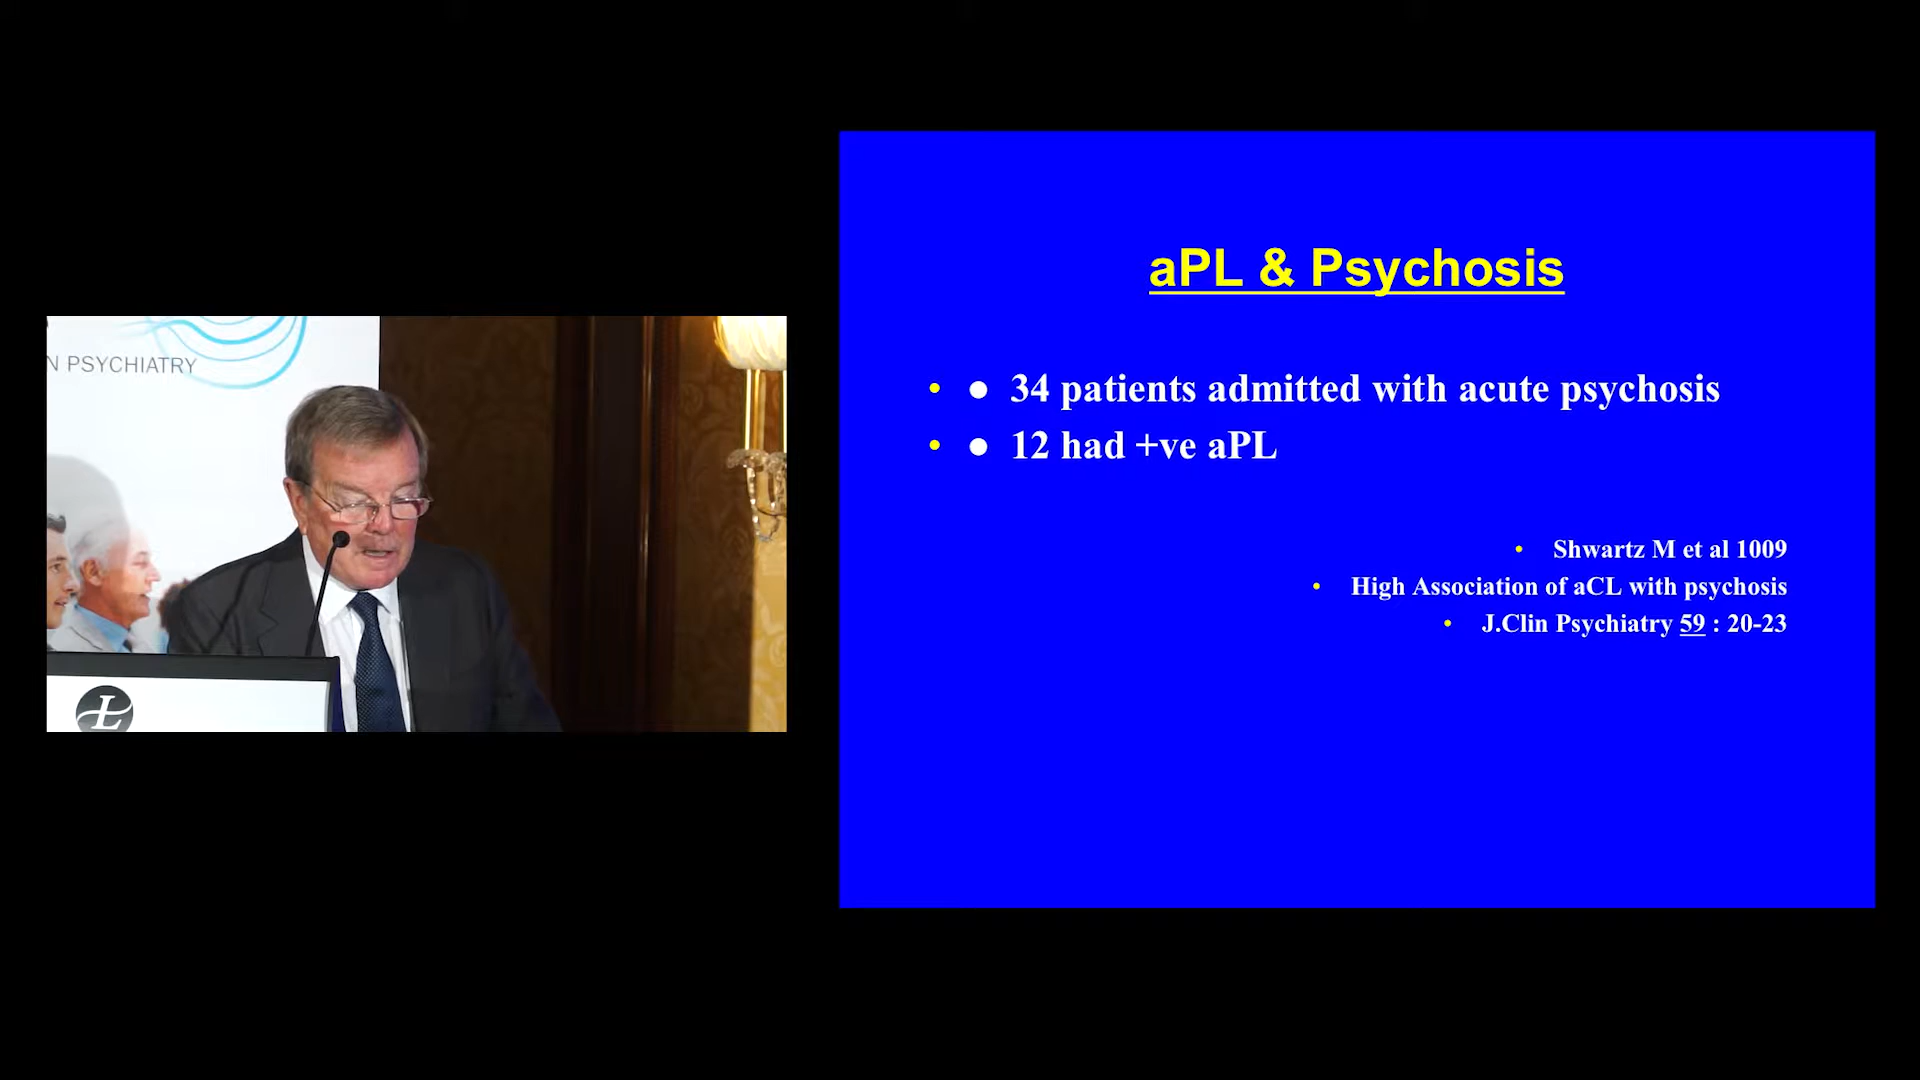 N PSYCHIATRY
L
aPL & Psychosis
• ● 34 patients admitted with acute psychosis
• ● 12 had +ve aPL
• Shwartz M et al 1009
• High Association of aCL with psychosis
• J.Clin Psychiatry 59 : 20-23